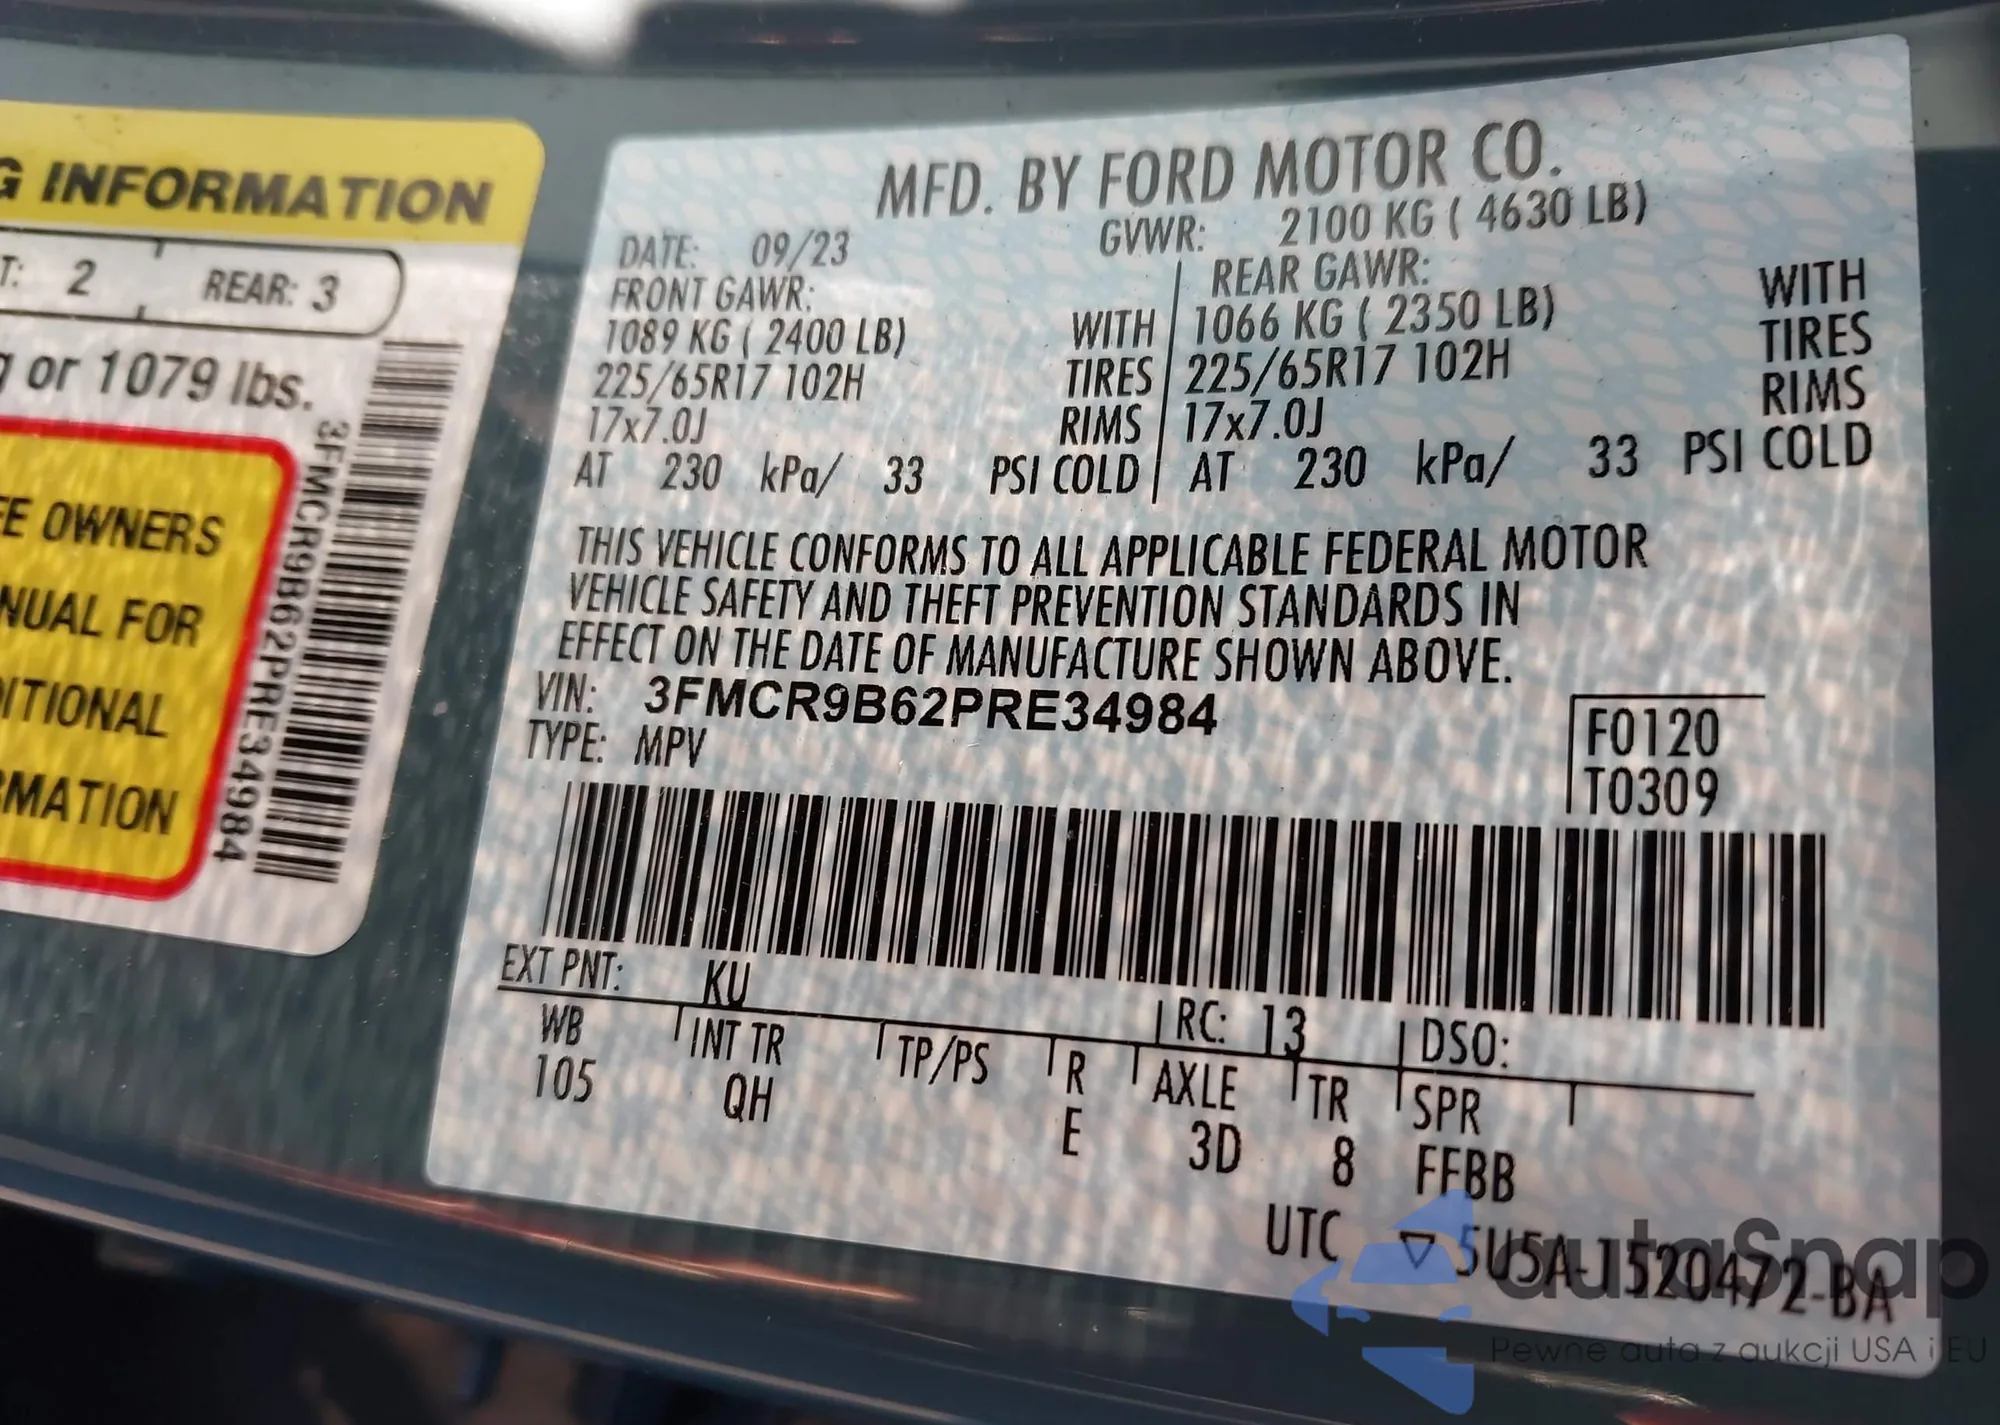 G INFORMATION
T: 2 REAR: 3
g or 1079 lbs.
E OWNERS
NUAL FOR
ITIONAL
RMATION
3FMCR9B62PRE34984
MFD. BY FORD MOTOR CO.
DATE: 09/23 GVWR: 2100 KG ( 4630 LB)
FRONT GAWR: REAR GAWR:
1089 KG ( 2400 LB) WITH 1066 KG ( 2350 LB) WITH
225/65R17 102H TIRES 225/65R17 102H TIRES
17x7.0J RIMS 17x7.0J RIMS
AT 230 kPa/ 33 PSI COLD AT 230 kPa/ 33 PSI COLD
THIS VEHICLE CONFORMS TO ALL APPLICABLE FEDERAL MOTOR
VEHICLE SAFETY AND THEFT PREVENTION STANDARDS IN
EFFECT ON THE DATE OF MANUFACTURE SHOWN ABOVE.
VIN: 3FMCR9B62PRE34984
TYPE: MPV
F0120
T0309
EXT PNT: KU RC: 13 DSO:
WB INT TR TP/PS R AXLE TR SPR
105 QH E 3D 8 FFBB
UTC ▽ 5U5A-1520472-BA
autoSnap
Pewne auta z aukcji USA i EU